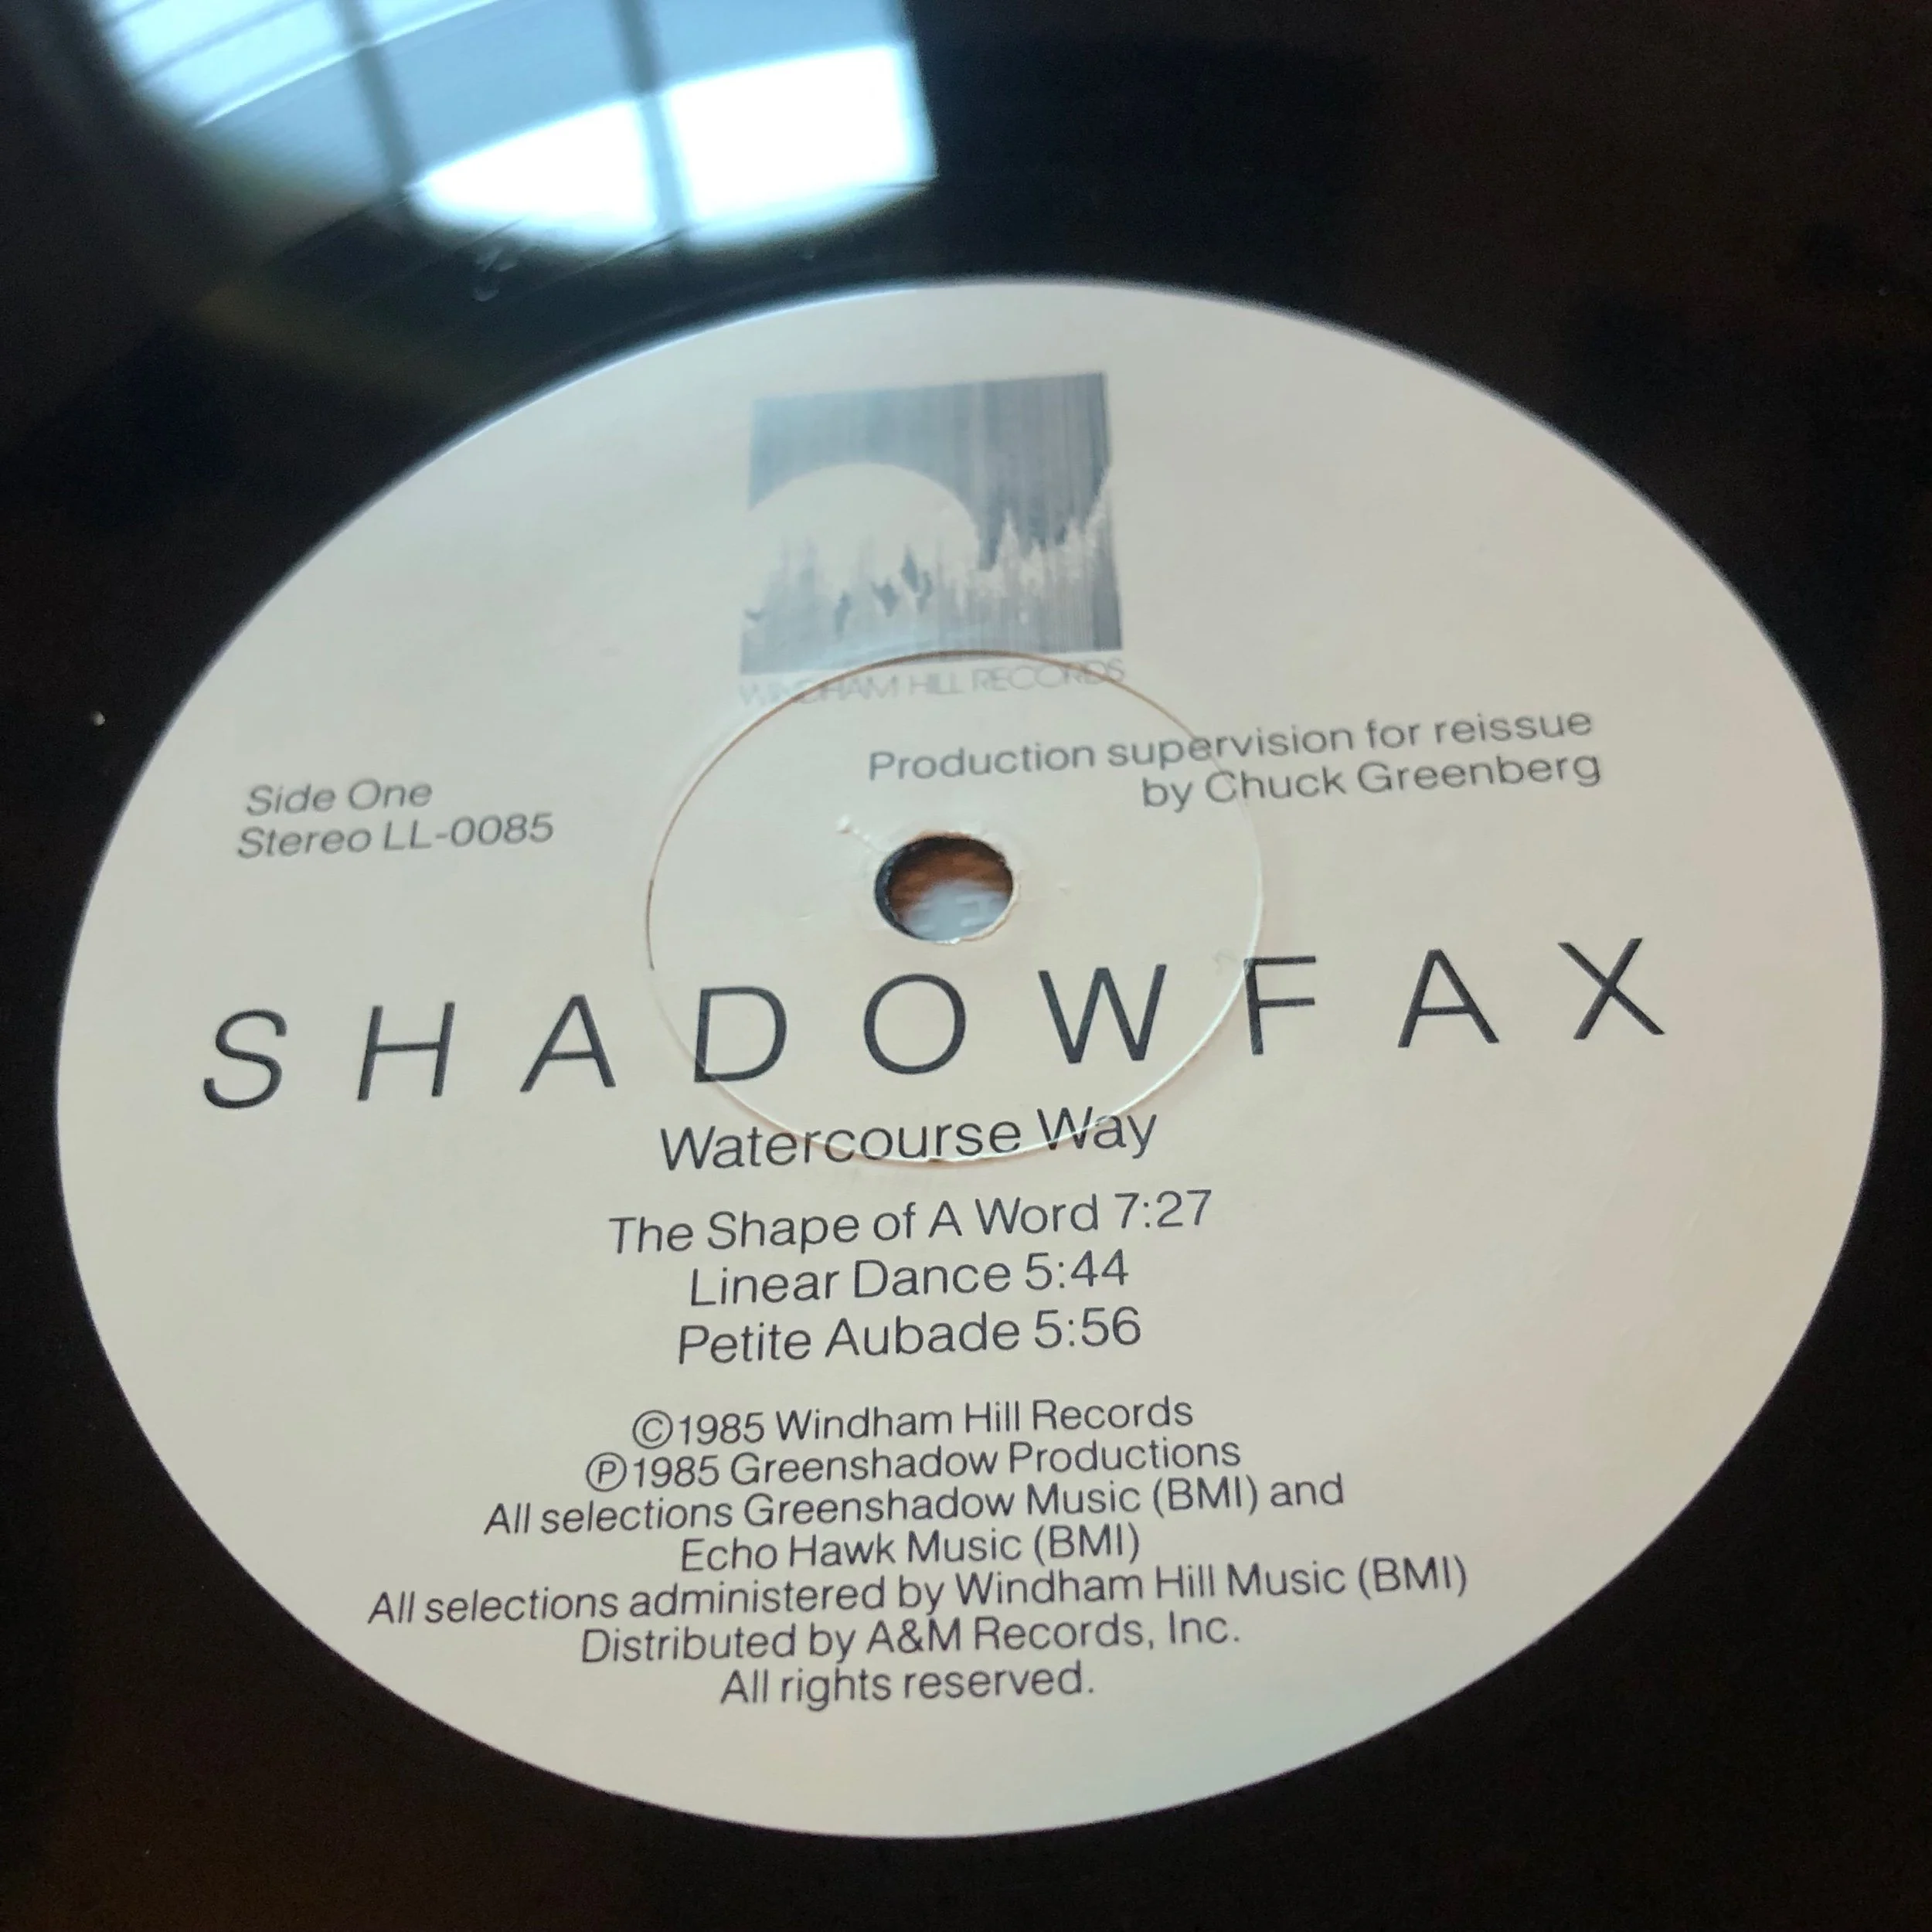 WINDHAM HILL RECORDS
Side One
Stereo LL-0085
Production supervision for reissue
by Chuck Greenberg
SHADOWFAX
Watercourse Way
The Shape of A Word 7:27
Linear Dance 5:44
Petite Aubade 5:56
©1985 Windham Hill Records
℗1985 Greenshadow Productions
All selections Greenshadow Music (BMI) and
Echo Hawk Music (BMI)
All selections administered by Windham Hill Music (BMI)
Distributed by A&M Records, Inc.
All rights reserved.